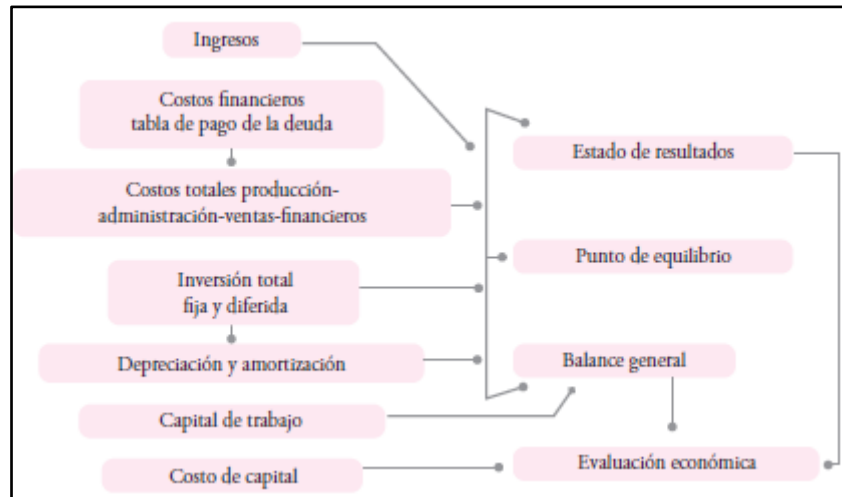 Ingresos
Costos financieros
tabla de pago de la deuda
Costos totales producción-
administración-ventas-financieros
Inversión total
fija y diferida
Depreciación y amortización
Capital de trabajo
Costo de capital
Estado de resultados
Punto de equilibrio
Balance general
Evaluación económica